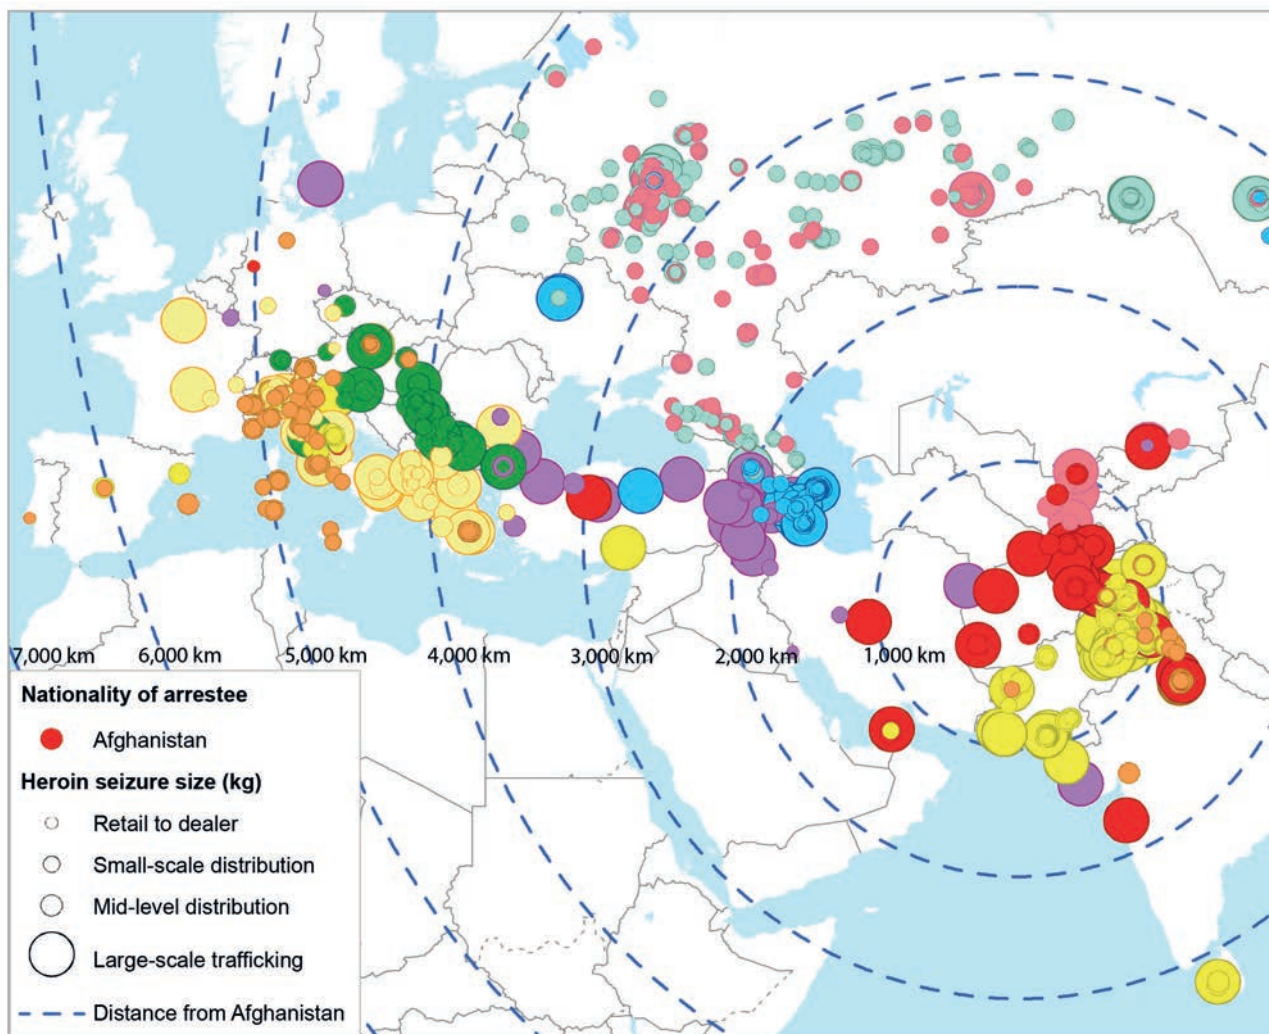 7,000 km 6,000 km 5,000 km 4,000 km 3,000 km 2,000 km 1,000 km
Nationality of arrestee
Afghanistan
Heroin seizure size (kg)
Retail to dealer
Small-scale distribution
Mid-level distribution
Large-scale trafficking
Distance from Afghanistan